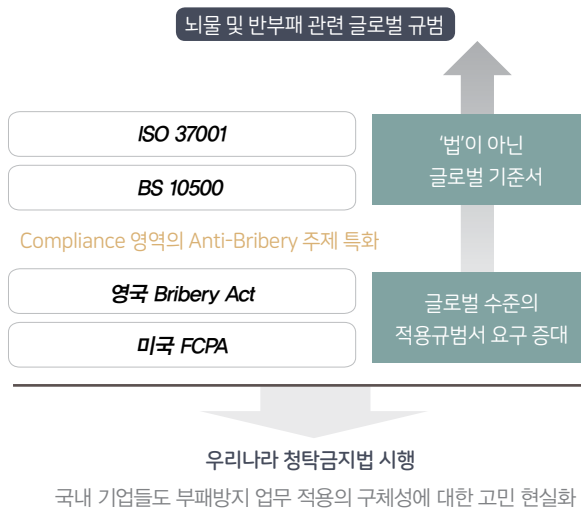 뇌물 및 반부패 관련 글로벌 규범
ISO 37001
BS 10500
'법'이 아닌
글로벌 기준서
Compliance 영역의 Anti-Bribery 주제 특화
영국 Bribery Act
미국 FCPA
글로벌 수준의
적용규범서 요구 증대
우리나라 청탁금지법 시행
국내 기업들도 부패방지 업무 적용의 구체성에 대한 고민 현실화